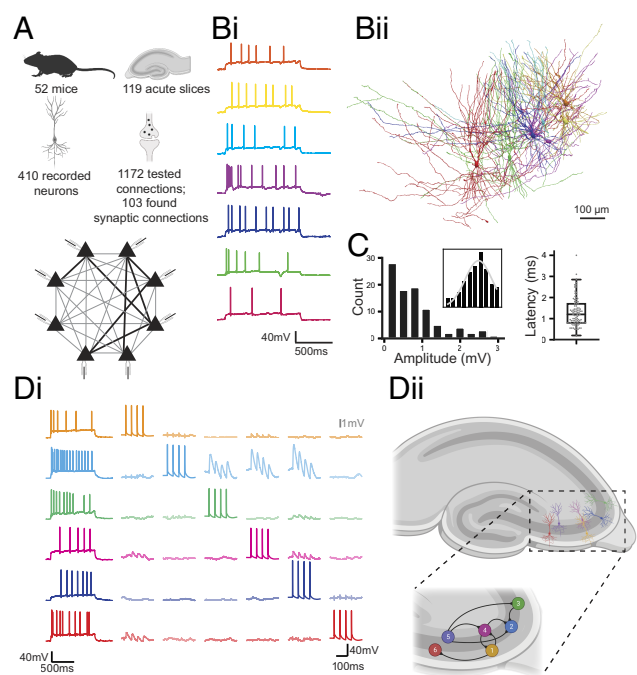 A
Bi
Bii
52 mice
119 acute slices
410 recorded
neurons
1172 tested
connections;
103 found
synaptic connections
100 µm
40mV
500ms
C
30
20
10
0
Count
0
1.0
2
3
Amplitude (mV)
4
3
2
1
0
Latency (ms)
Di
Dii
1mV
40mV
500ms
40mV
100ms
1
2
3
4
5
6